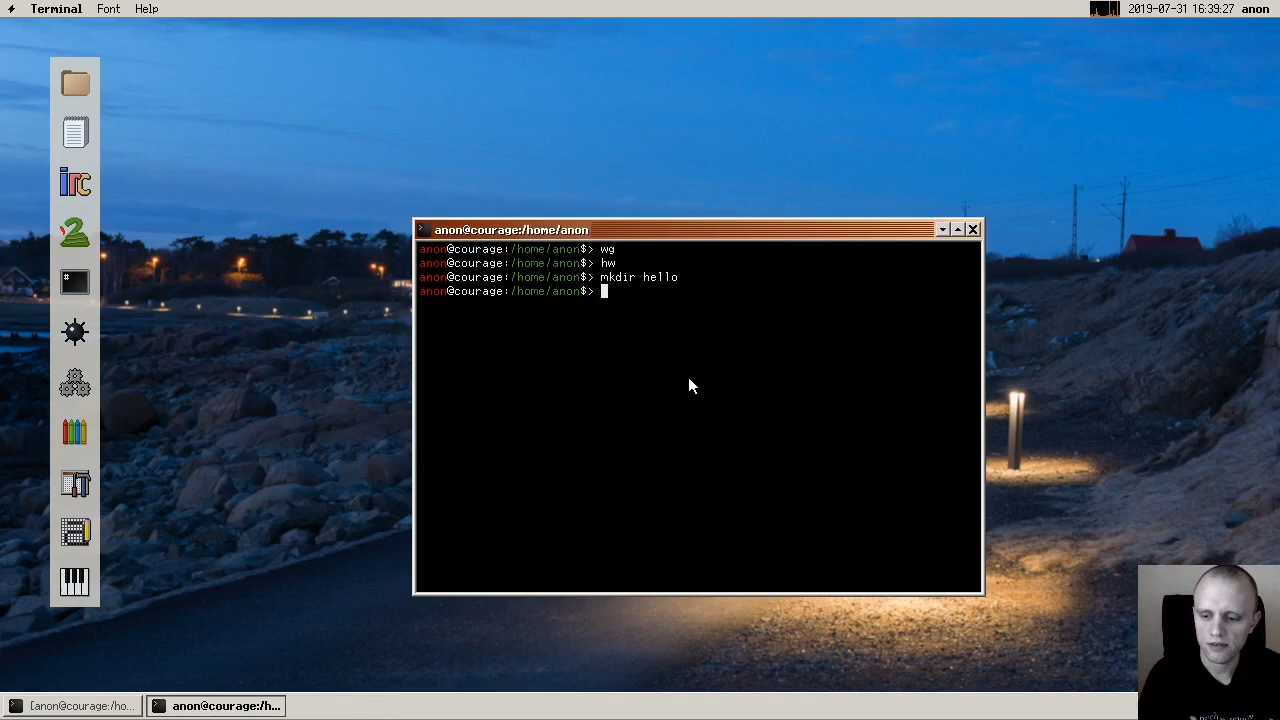 Terminal Font Help 2019-07-31 16:39:27 anon
irc
anon@courage:/home/anon
anon@courage:/home/anon$> wg
anon@courage:/home/anon$> hw
anon@courage:/home/anon$> mkdir hello
anon@courage:/home/anon$>
[anon@courage:/ho... anon@courage:/h...